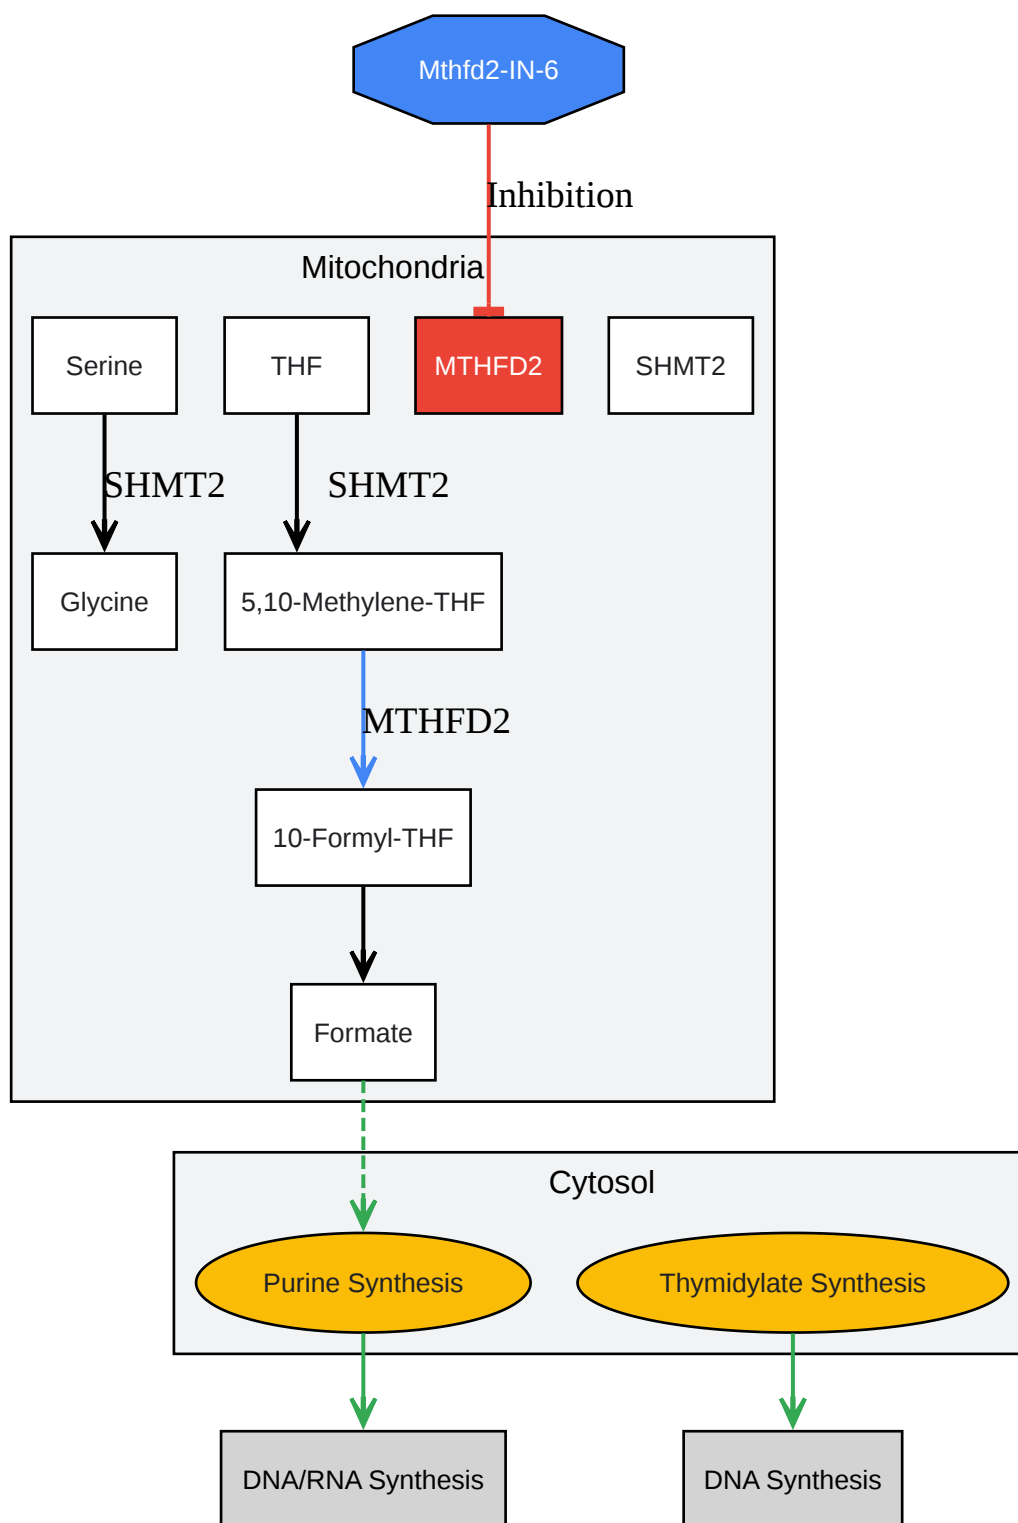 Mthfd2-IN-6
Inhibition
Mitochondria
Serine
THF
MTHFD2
SHMT2
SHMT2
SHMT2
Glycine
5,10-Methylene-THF
MTHFD2
10-Formyl-THF
Formate
Cytosol
Purine Synthesis
Thymidylate Synthesis
DNA/RNA Synthesis
DNA Synthesis